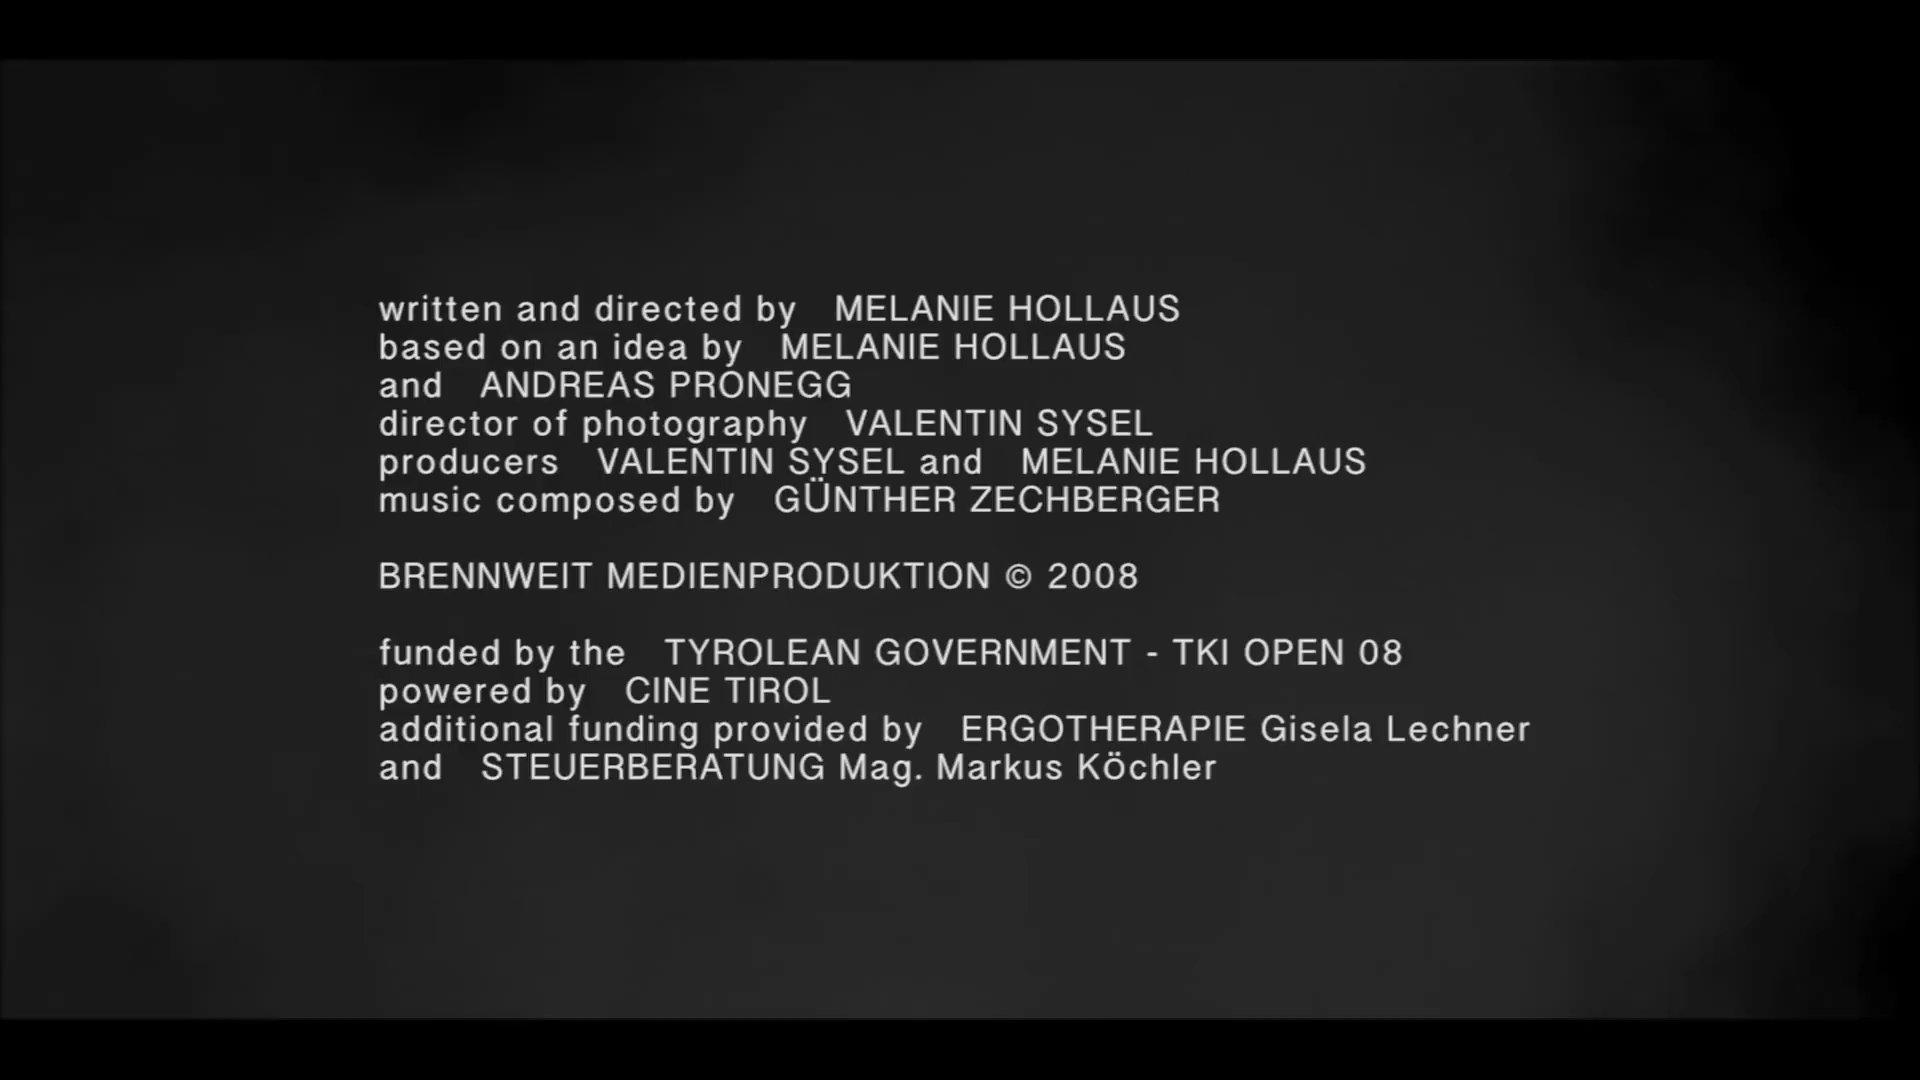 written and directed by MELANIE HOLLAUS
based on an idea by MELANIE HOLLAUS
and ANDREAS PRONEGG
director of photography VALENTIN SYSEL
producers VALENTIN SYSEL and MELANIE HOLLAUS
music composed by GÜNTHER ZECHBERGER
BRENNWEIT MEDIENPRODUKTION © 2008
funded by the TYROLEAN GOVERNMENT - TKI OPEN 08
powered by CINE TIROL
additional funding provided by ERGOTHERAPIE Gisela Lechner
and STEUERBERATUNG Mag. Markus Köchler